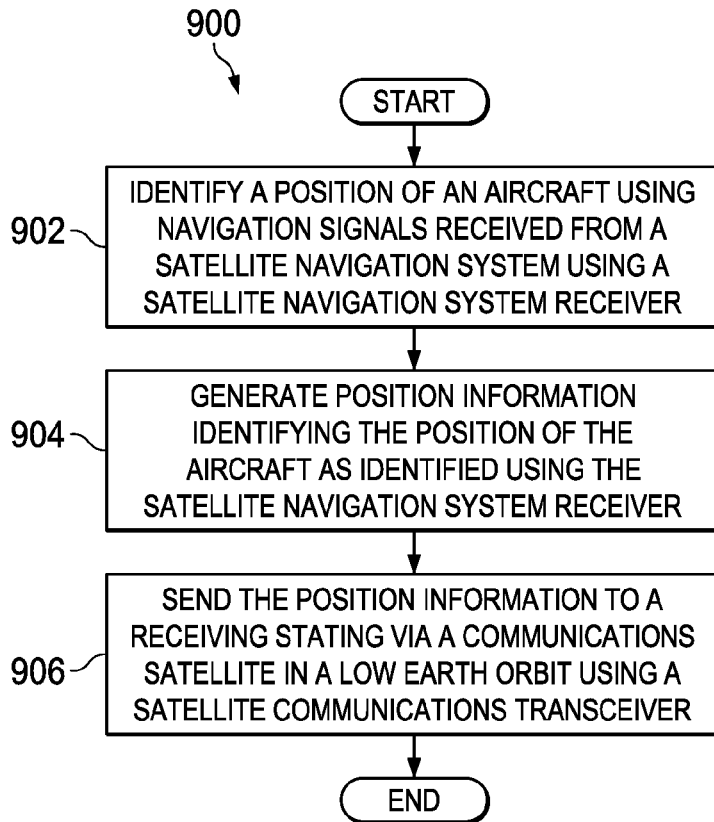 900
START
902
IDENTIFY A POSITION OF AN AIRCRAFT USING
NAVIGATION SIGNALS RECEIVED FROM A
SATELLITE NAVIGATION SYSTEM USING A
SATELLITE NAVIGATION SYSTEM RECEIVER
904
GENERATE POSITION INFORMATION
IDENTIFYING THE POSITION OF THE
AIRCRAFT AS IDENTIFIED USING THE
SATELLITE NAVIGATION SYSTEM RECEIVER
906
SEND THE POSITION INFORMATION TO A
RECEIVING STATING VIA A COMMUNICATIONS
SATELLITE IN A LOW EARTH ORBIT USING A
SATELLITE COMMUNICATIONS TRANSCEIVER
END